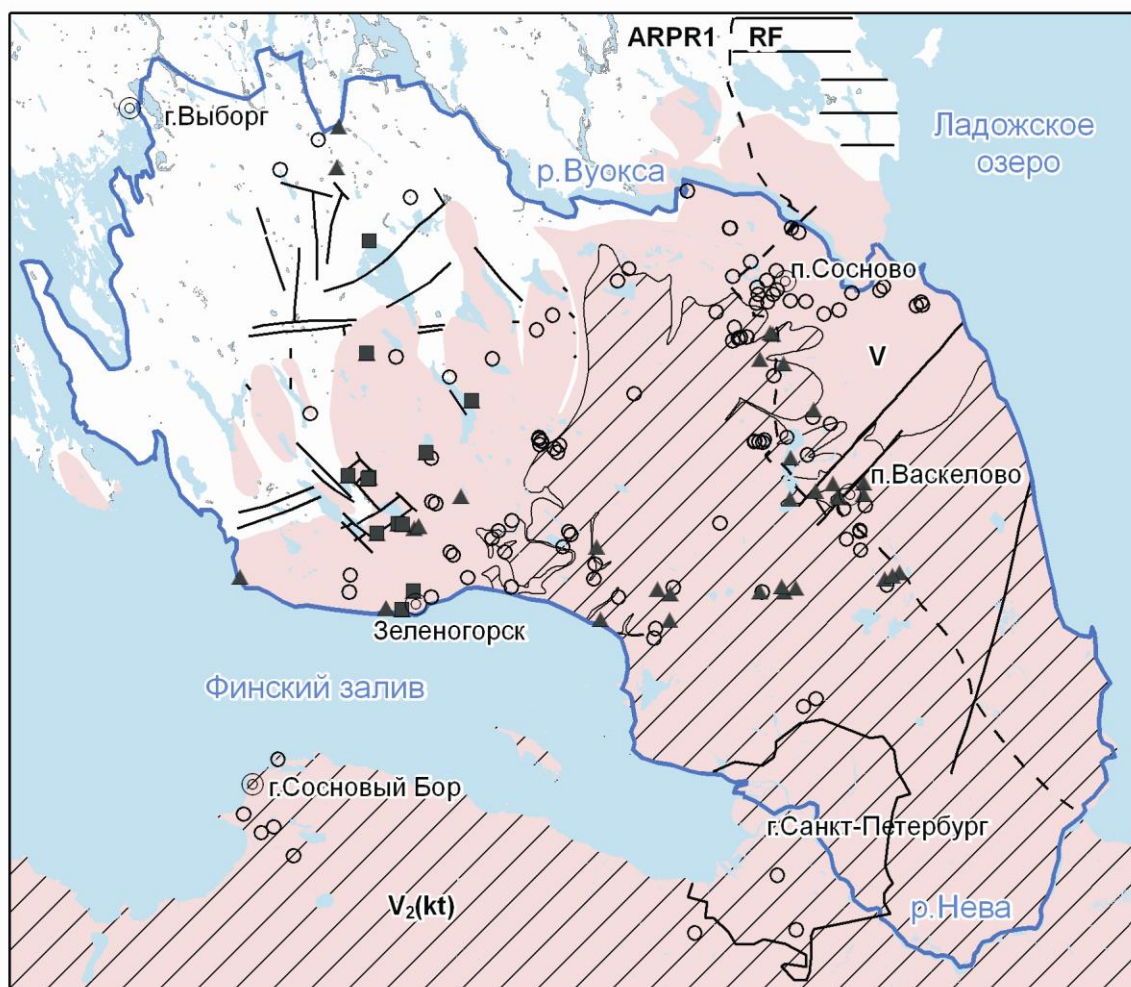 ARPR1 RF
г.Выборг
Ладожское
озеро
р.Вуокса
п.Сосново
V
п.Васкелово
Зеленогорск
Финский залив
г.Сосновый Бор
г.Санкт-Петербург
V₂(kt)
р.Нева